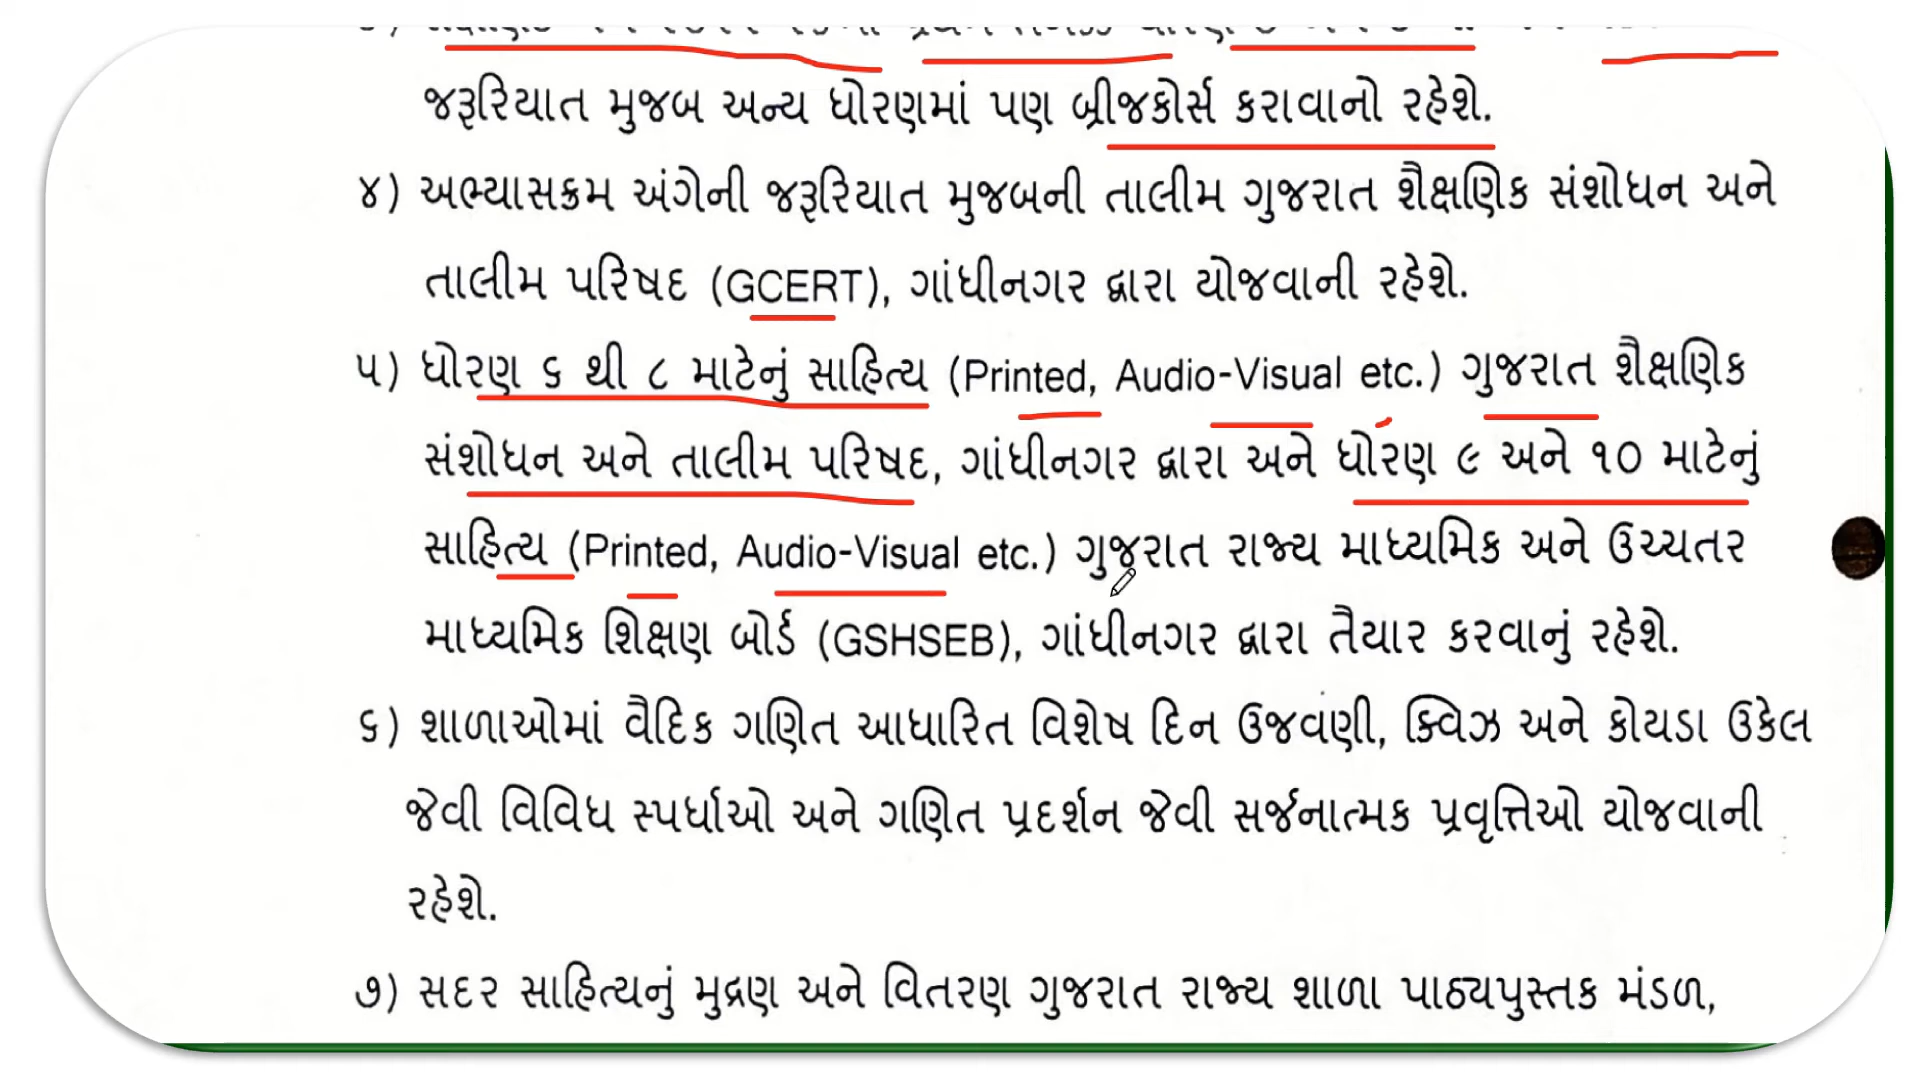 જરૂરિયાત મુજબ અન્ય ધોરણમાં પણ બ્રીજકોર્સ કરાવાનો રહેશે.
૪) અભ્યાસક્રમ અંગેની જરૂરિયાત મુજબની તાલીમ ગુજરાત શૈક્ષણિક સંશોધન અને
તાલીમ પરિષદ (GCERT), ગાંધીનગર દ્વારા યોજવાની રહેશે.
૫) ધોરણ ૬ થી ૮ માટેનું સાહિત્ય (Printed, Audio-Visual etc.) ગુજરાત શૈક્ષણિક
સંશોધન અને તાલીમ પરિષદ, ગાંધીનગર દ્વારા અને ધોરણ ૯ અને ૧૦ માટેનું
સાહિત્ય (Printed, Audio-Visual etc.) ગુજરાત રાજ્ય માધ્યમિક અને ઉચ્ચતર
માધ્યમિક શિક્ષણ બોર્ડ (GSHSEB), ગાંધીનગર દ્વારા તૈયાર કરવાનું રહેશે.
૬) શાળાઓમાં વૈદિક ગણિત આધારિત વિશેષ દિન ઉજવણી, ક્વિઝ અને કોયડા ઉકેલ
જેવી વિવિધ સ્પર્ધાઓ અને ગણિત પ્રદર્શન જેવી સર્જનાત્મક પ્રવૃત્તિઓ યોજવાની
રહેશે.
૭) સદર સાહિત્યનું મુદ્રણ અને વિતરણ ગુજરાત રાજ્ય શાળા પાઠ્યપુસ્તક મંડળ,